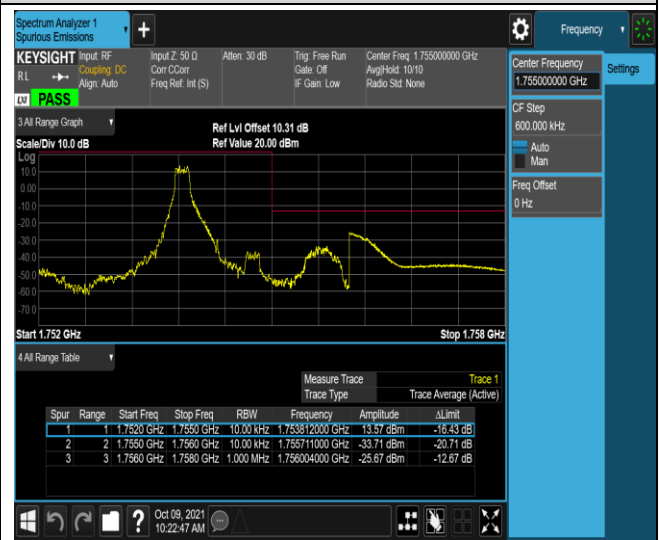 Spectrum Analyzer 1
Spurious Emissions
Frequency
KEYSIGHT
Input: RF
Coupling: DC
Align: Auto
Input Z: 50 Ω
Corr CCorr
Freq Ref: Int (S)
Atten: 30 dB
Trig: Free Run
Gate: Off
IF Gain: Low
Center Freq: 1.755000000 GHz
Avg|Hold: 10/10
Radio Std: None
R L
LXI
PASS
Center Frequency
1.755000000 GHz
Settings
CF Step
600.000 kHz
Auto
Man
Freq Offset
0 Hz
3 All Range Graph
Scale/Div 10.0 dB
Ref Lvl Offset 10.31 dB
Ref Value 20.00 dBm
Log
10.0
0.00
-10.0
-20.0
-30.0
-40.0
-50.0
-60.0
-70.0
Start 1.752 GHz
Stop 1.758 GHz
4 All Range Table
Measure Trace Trace 1
Trace Type Trace Average (Active)
Spur Range Start Freq Stop Freq RBW Frequency Amplitude ΔLimit
1 1 1.7520 GHz 1.7550 GHz 10.00 kHz 1.753812000 GHz 13.57 dBm -16.43 dB
2 2 1.7550 GHz 1.7560 GHz 10.00 kHz 1.755711000 GHz -33.71 dBm -20.71 dB
3 3 1.7560 GHz 1.7580 GHz 1.000 MHz 1.756004000 GHz -25.67 dBm -12.67 dB
Oct 09, 2021
10:22:47 AM